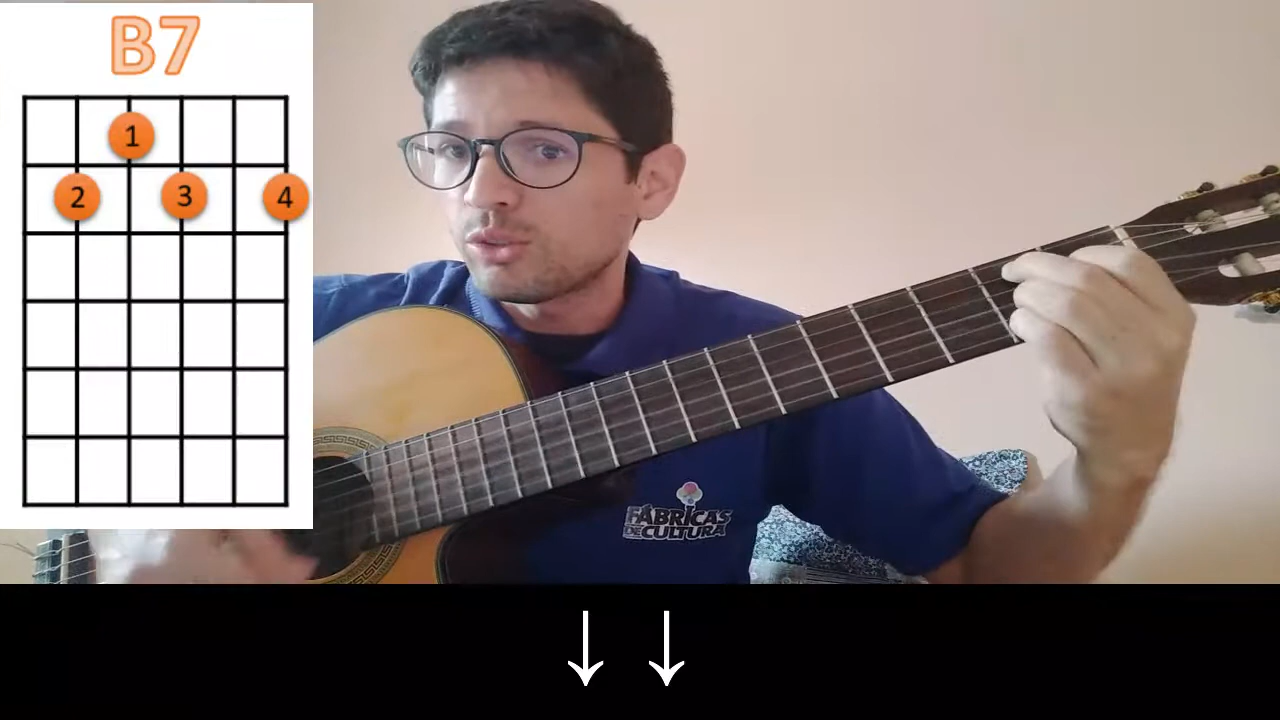 B7
1
2 3 4
FÁBRICAS
DE CULTURA
↓ ↓